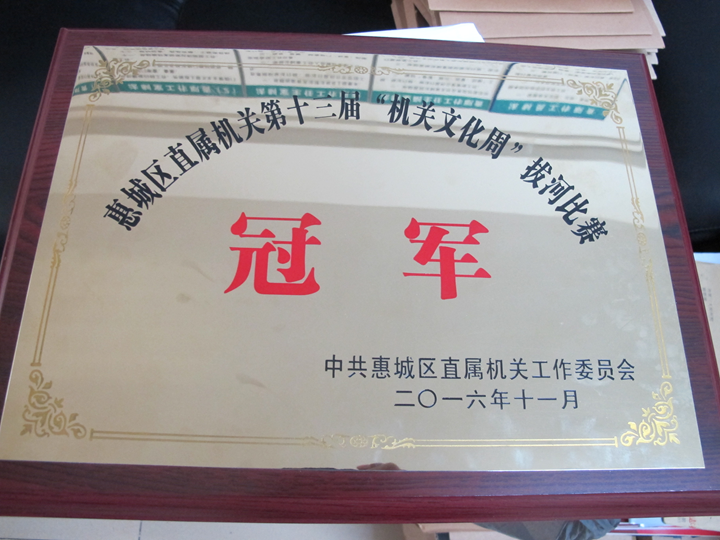 惠城区直属机关第十二届“机关文化周”拔河比赛
冠军
中共惠城区直属机关工作委员会
二〇一六年十一月